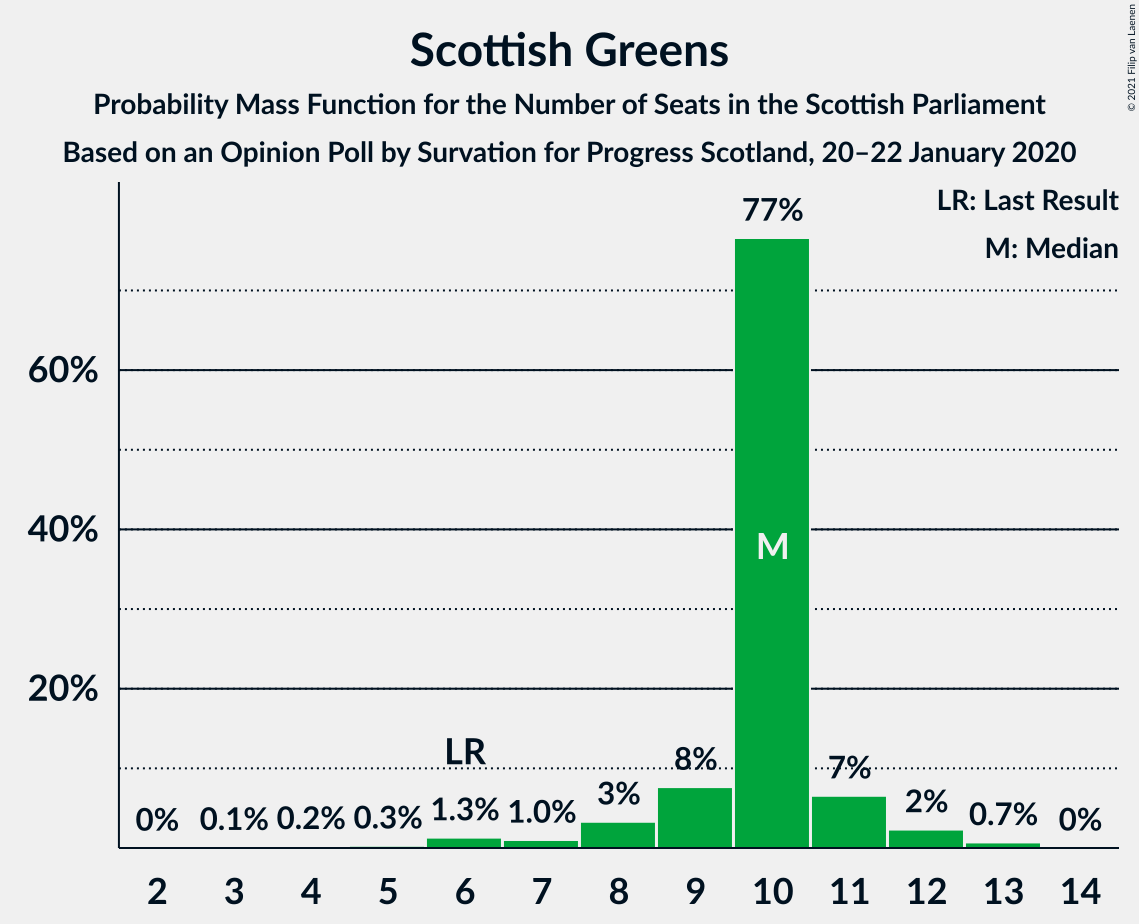 Scottish Greens
Probability Mass Function for the Number of Seats in the Scottish Parliament
Based on an Opinion Poll by Survation for Progress Scotland, 20–22 January 2020
© 2021 Filip van Laenen
LR: Last Result
M: Median
77%
60%
40%
M
20%
LR
0% 0.1% 0.2% 0.3% 1.3% 1.0% 3% 8% 7% 2% 0.7% 0%
2 3 4 5 6 7 8 9 10 11 12 13 14